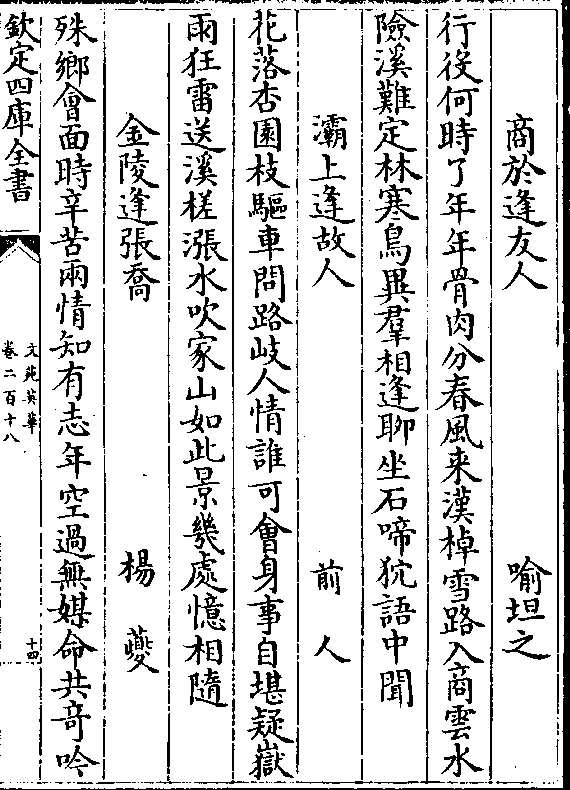 商於逢友人　喻坦之
行役何時了年年骨肉分春風来漢棹雪路入商雲水
險溪難定林寒鳥異羣相逢聊坐石啼狖語中聞
灞上逢故人　前人
花落杏園枝驅車問路岐人情誰可會身事自堪疑嶽
雨狂雷送溪槎漲水吹家山如此景幾處憶相隨
金陵逢張喬　楊夔
殊鄉會面時辛苦兩情知有志年空過無媒命共竒吟
欽定四庫全書
文苑英華
卷二百十八
十四